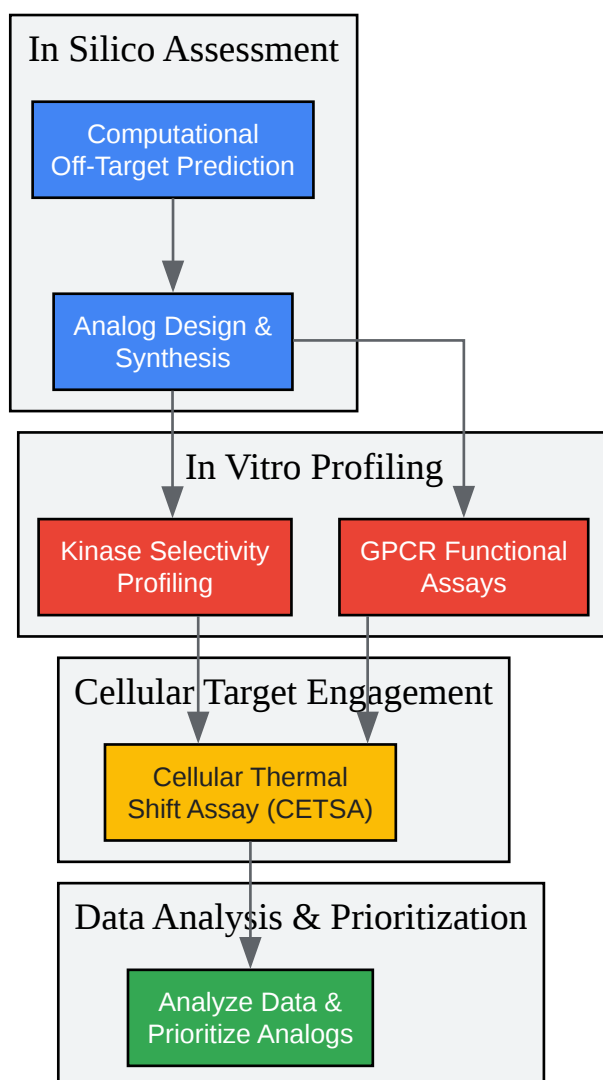 In Silico Assessment
Computational
Off-Target Prediction
Analog Design &
Synthesis
In Vitro Profiling
Kinase Selectivity
Profiling
GPCR Functional
Assays
Cellular Target Engagement
Cellular Thermal
Shift Assay (CETSA)
Data Analysis & Prioritization
Analyze Data &
Prioritize Analogs